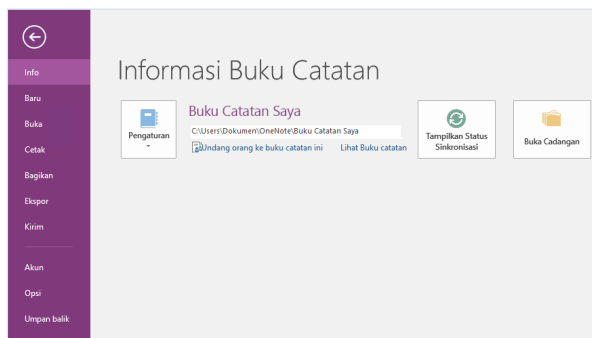 Info
Baru
Buka
Cetak
Bagikan
Ekspor
Kirim
Akun
Opsi
Umpan balik
Informasi Buku Catatan
Pengaturan
Buku Catatan Saya
C:\Users\Dokumen\OneNote\Buku Catatan Saya
Undang orang ke buku catatan ini
Lihat Buku catatan
Tampilkan Status
Sinkronisasi
Buka Cadangan